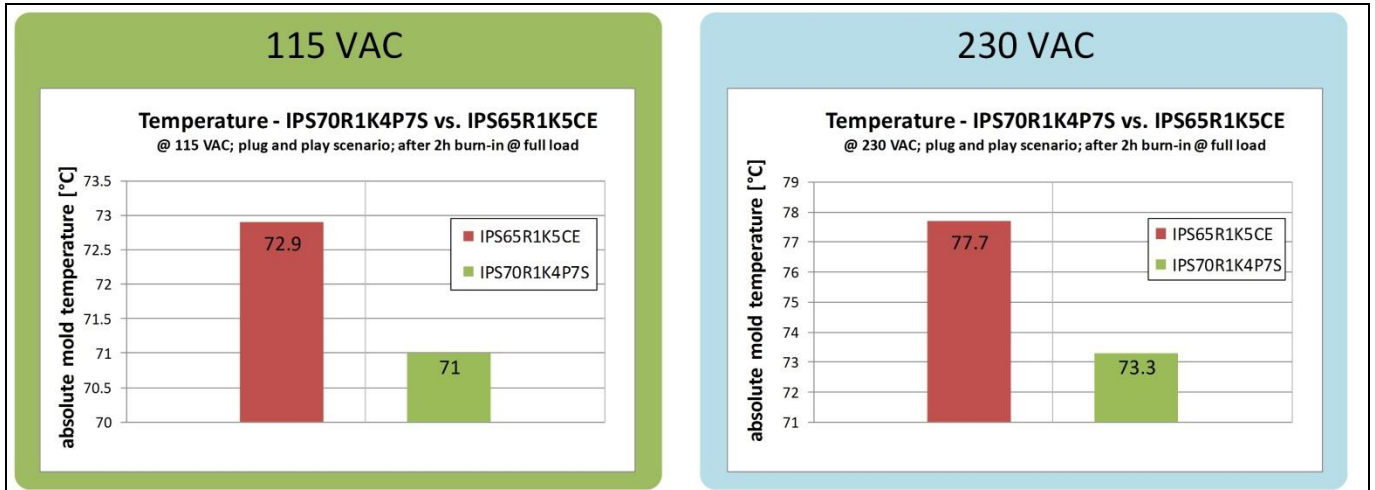 115 VAC
Temperature - IPS70R1K4P7S vs. IPS65R1K5CE
@ 115 VAC; plug and play scenario; after 2h burn-in @ full load
absolute mold temperature [°C]
73.5
73
72.5
72
71.5
71
70.5
70
72.9
71
IPS65R1K5CE
IPS70R1K4P7S
230 VAC
Temperature - IPS70R1K4P7S vs. IPS65R1K5CE
@ 230 VAC; plug and play scenario; after 2h burn-in @ full load
absolute mold temperature [°C]
79
78
77
76
75
74
73
72
71
77.7
73.3
IPS65R1K5CE
IPS70R1K4P7S